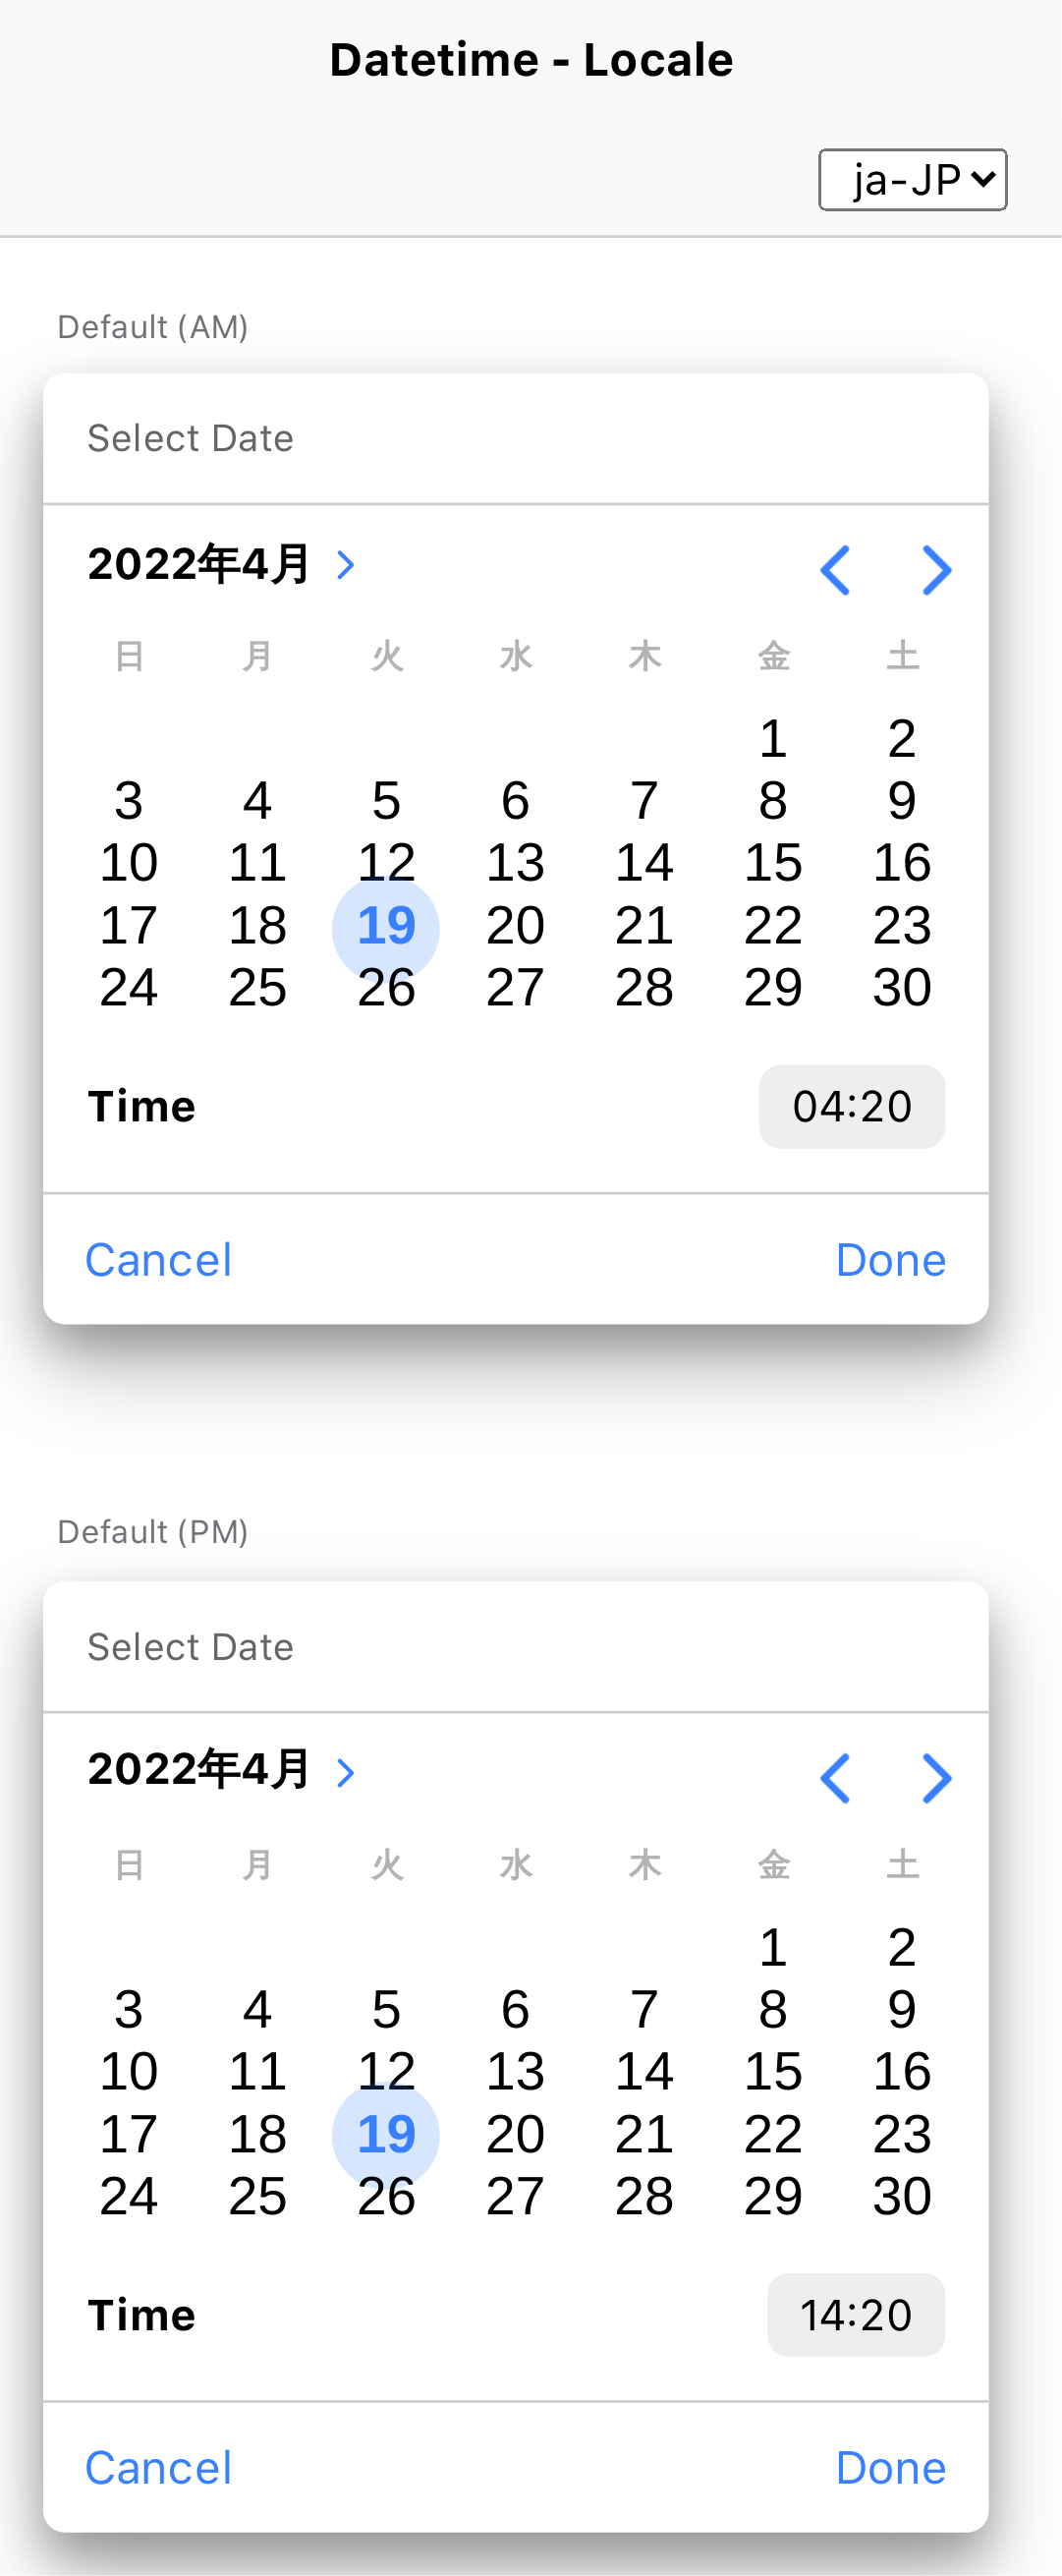 Datetime - Locale
ja-JP
Default (AM)
Select Date
2022年4月
日 月 火 水 木 金 土
1 2
3 4 5 6 7 8 9
10 11 12 13 14 15 16
17 18 19 20 21 22 23
24 25 26 27 28 29 30
Time 04:20
Cancel Done
Default (PM)
Select Date
2022年4月
日 月 火 水 木 金 土
1 2
3 4 5 6 7 8 9
10 11 12 13 14 15 16
17 18 19 20 21 22 23
24 25 26 27 28 29 30
Time 14:20
Cancel Done